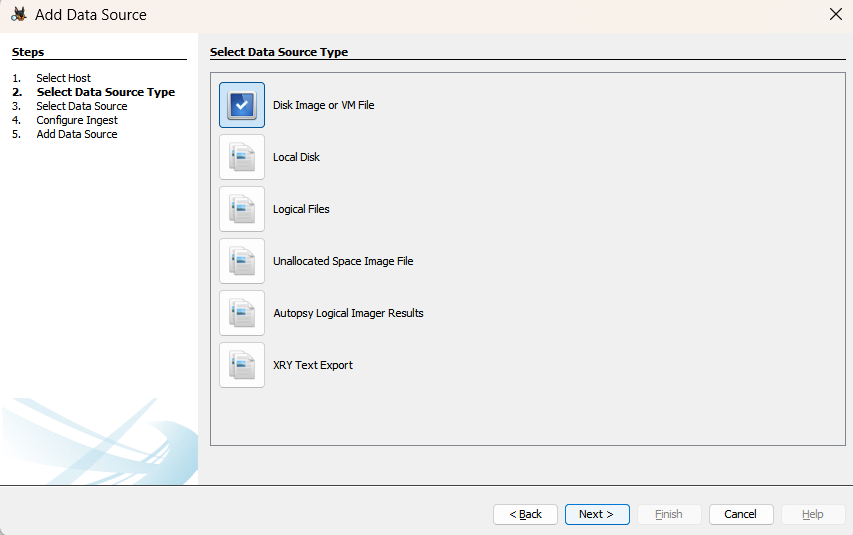 Add Data Source
Steps
1. Select Host
2. Select Data Source Type
3. Select Data Source
4. Configure Ingest
5. Add Data Source
Select Data Source Type
Disk Image or VM File
Local Disk
Logical Files
Unallocated Space Image File
Autopsy Logical Imager Results
XRY Text Export
< Back
Next >
Finish
Cancel
Help